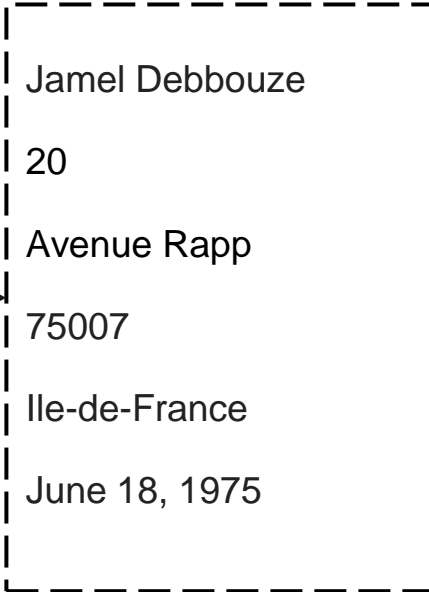 Jamel Debbouze
20
Avenue Rapp
75007
Ile-de-France
June 18, 1975